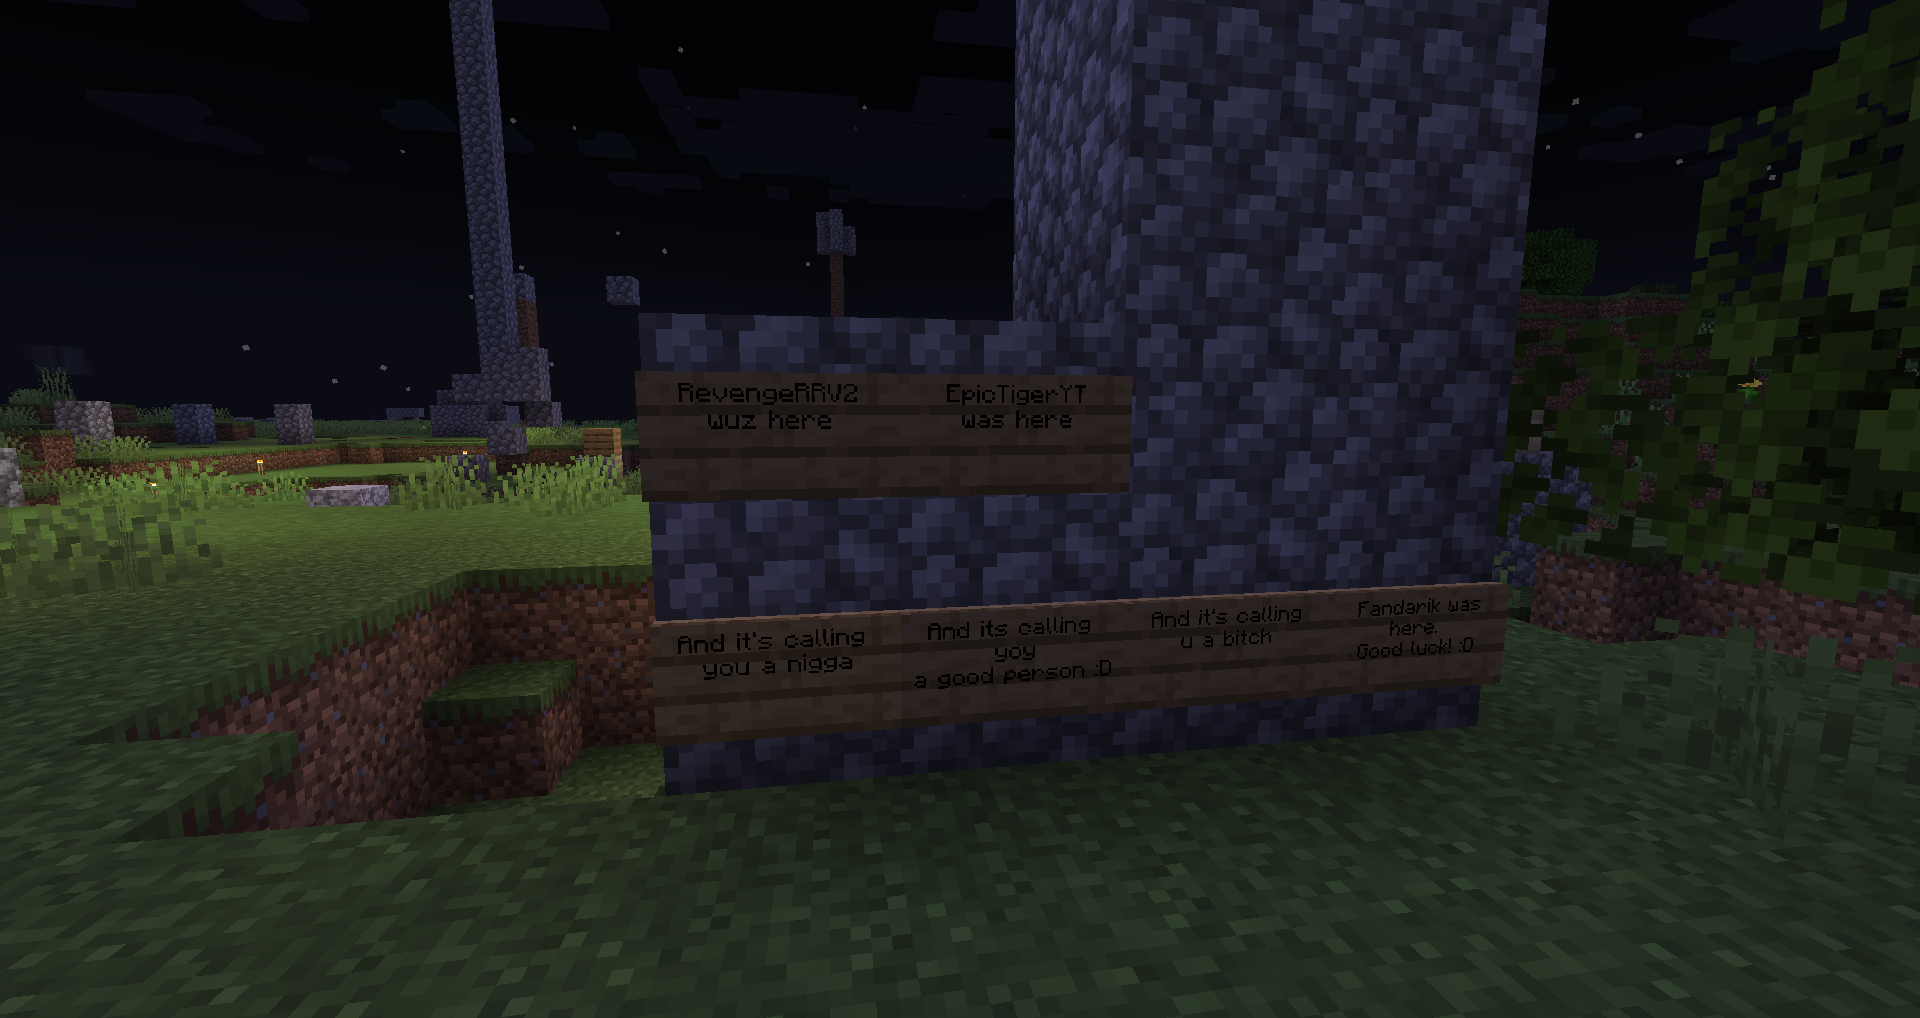 RevengeRRV2
wuz here
EpicTigerYT
was here
And it's calling
you a nigga
And its calling
yoy
a good person :D
And it's calling
u a bitch
Fandarik was
here.
Good luck! :D